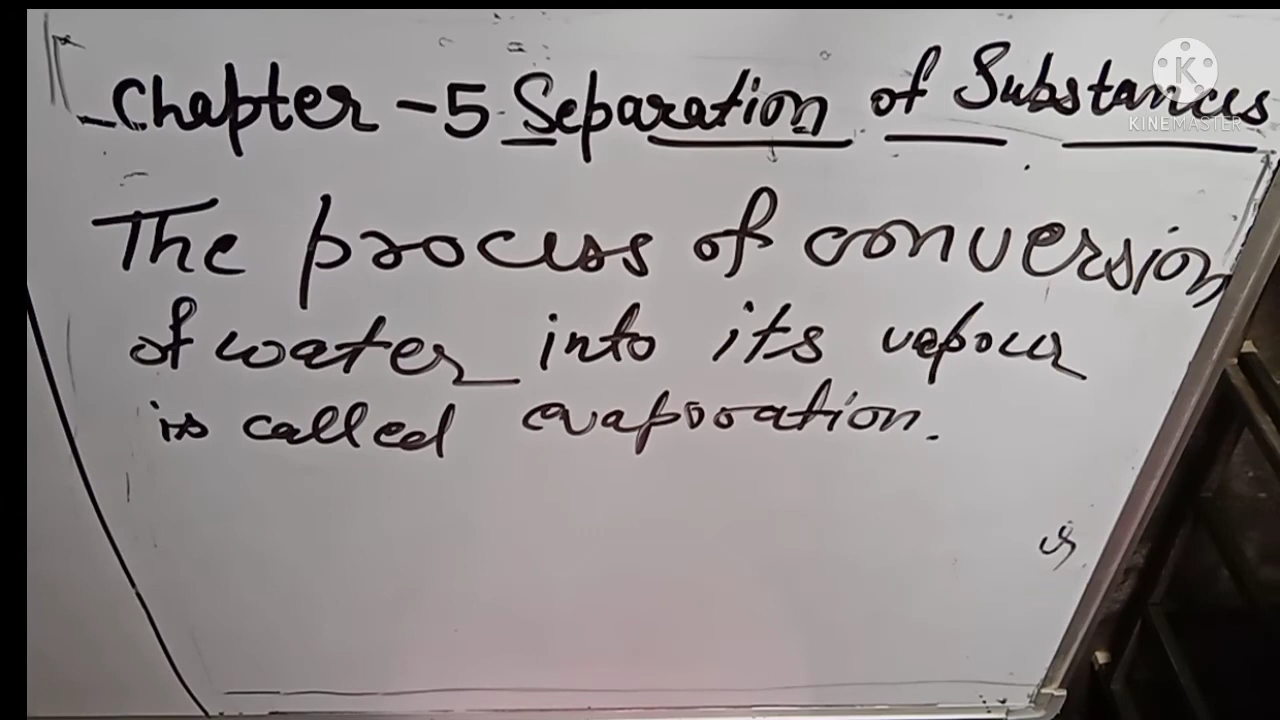 Chapter - 5 Separation of Substances
The process of conversion
of water into its vapour
is called evaporation.
K
KINEMASTER